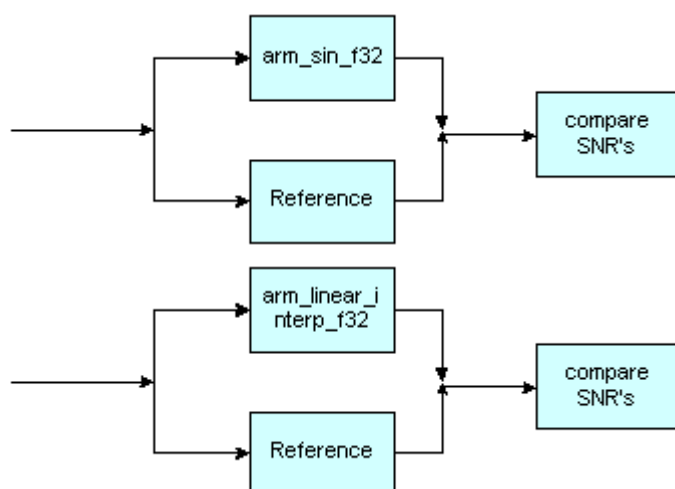 arm_sin_f32
compare
SNR's
Reference
arm_linear_i
nterp_f32
compare
SNR's
Reference